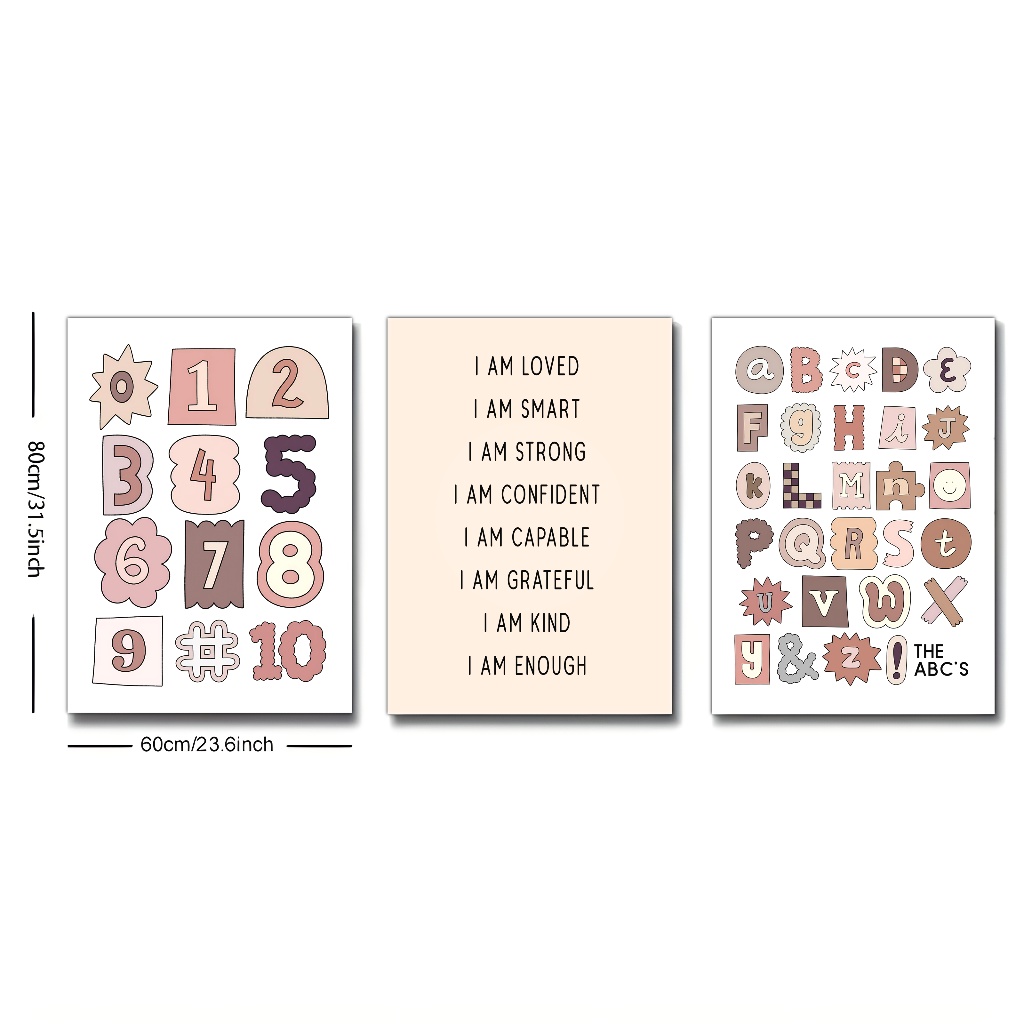 80cm/31.5inch
60cm/23.6inch
0 1 2
3 4 5
6 7 8
9 # 10
I AM LOVED
I AM SMART
I AM STRONG
I AM CONFIDENT
I AM CAPABLE
I AM GRATEFUL
I AM KIND
I AM ENOUGH
a B C D E
F g H i J
k L M n
P Q R S t
U V W X
y & z ! THE
ABC'S